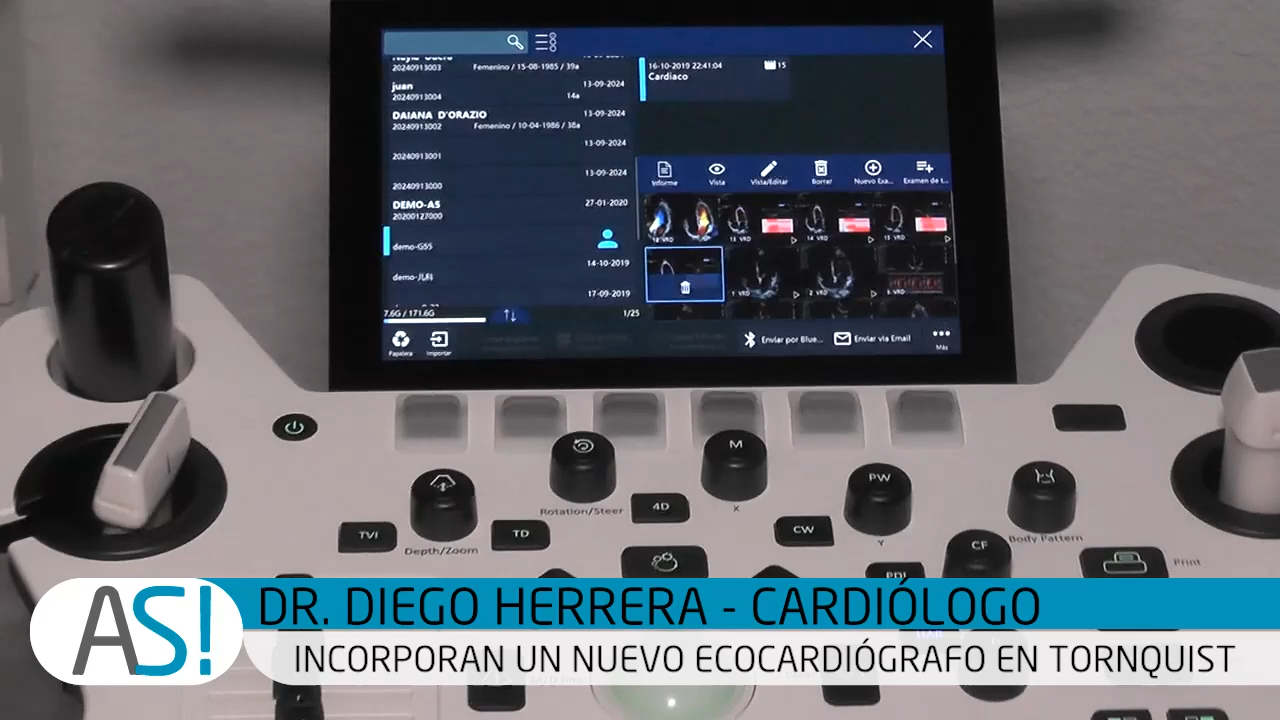 16-10-2019 22:41:04
15
Cardiaco
20240913003 Femenino / 15-08-1985 / 39a
juan 13-09-2024
20240913004 14a
DAIANA D'ORAZIO 13-09-2024
20240913002 Femenino / 10-04-1986 / 38a
13-09-2024
20240913001
13-09-2024
20240913000
DEMO-A5 27-01-2020
20200127000
demo-G55
14-10-2019
demo-儿科
17-09-2019
7.6G / 171.6G 1/25
Informe Vista Vista/Editar Borrar Nuevo Exa... Examen de t...
Papelera Importar
Enviar por Blue... Enviar via Email Más
M
Rotation/Steer
4D
X
PW
TVI
Depth/Zoom
TD
CW
Y
Body Pattern
CF
Print
PDI
AS!
DR. DIEGO HERRERA - CARDIÓLOGO
INCORPORAN UN NUEVO ECOCARDIÓGRAFO EN TORNQUIST